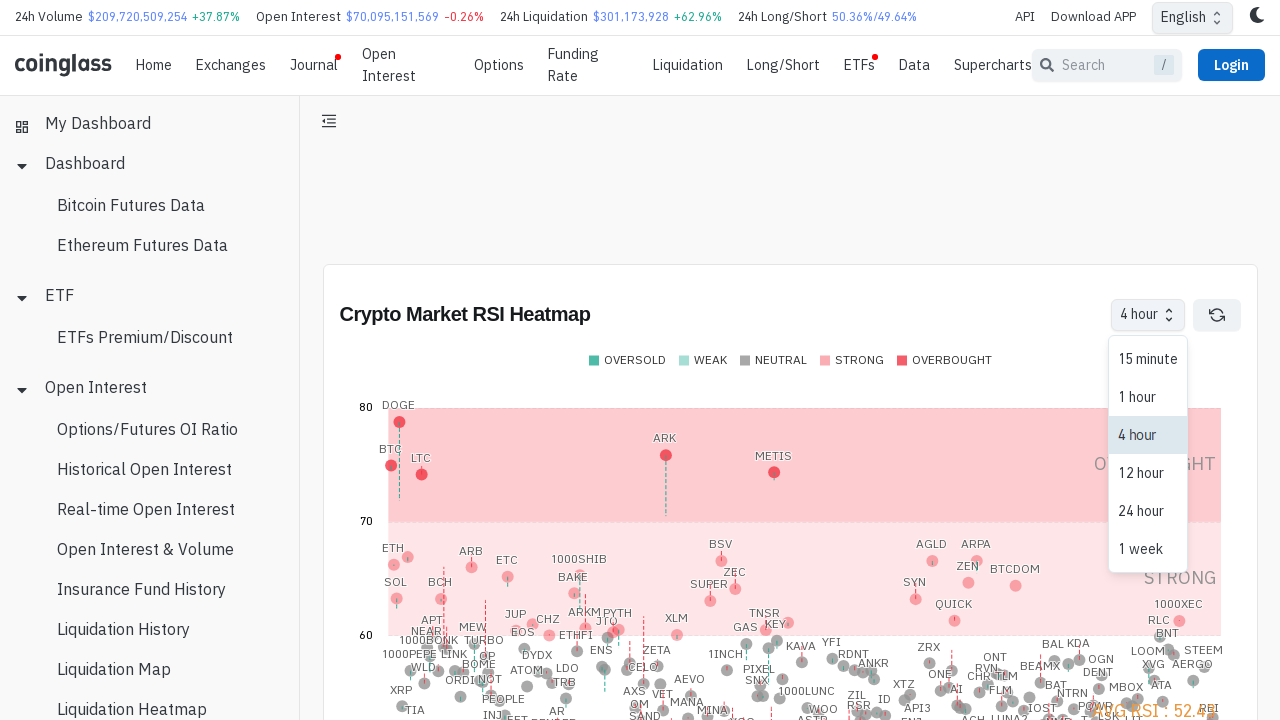 24h Volume $209,720,509,254 +37.87% Open Interest $70,095,151,569 -0.26% 24h Liquidation $301,173,928 +62.96% 24h Long/Short 50.36%/49.64% API Download APP English
coinglass Home Exchanges Journal Open Interest Options Funding Rate Liquidation Long/Short ETFs Data Supercharts Search / Login
My Dashboard
Dashboard
Bitcoin Futures Data
Ethereum Futures Data
ETF
ETFs Premium/Discount
Open Interest
Options/Futures OI Ratio
Historical Open Interest
Real-time Open Interest
Open Interest & Volume
Insurance Fund History
Liquidation History
Liquidation Map
Liquidation Heatmap
Crypto Market RSI Heatmap
4 hour
15 minute
1 hour
4 hour
12 hour
24 hour
1 week
OVERSOLD WEAK NEUTRAL STRONG OVERBOUGHT
80
DOGE
ARK
BTC
LTC
METIS
70
ETH
ARB
ETC
1000SHIB
BSV
AGLD
ARPA
SOL
BCH
BAKE
SUPER
ZEC
SYN
ZEN
BTCDOM
STRONG
QUICK
1000XEC
APT
JUP
CHZ
ARKM
PYTH
JTO
XLM
TNSR
RLC
60
NEAR
MEW
EOS
ETHFI
GAS
KEY
BNT
1000BONK
TURBO
YFI
KAVA
ZRX
BAL
KDA
1000PEPE
LINK
OP
DYDX
ENS
ZETA
1INCH
RDNT
ONT
OGN
LOOM
STEEM
WLD
BOME
ATOM
LDO
CELO
PIXEL
ANKR
RVN
BEAMX
DENT
XVG
AERGO
ORDI
NOT
TRB
AEVO
SNX
ONE
CHR
TLM
XRP
PEOPLE
AXS
VET
1000LUNC
ZIL
ID
XTZ
FLM
BAT
NTRN
MBOX
ATA
TIA
INJ
AR
OM
MANA
MINA
WOO
RSR
API3
IOST
POWR
REI
SAND
AVG RSI : 52.4